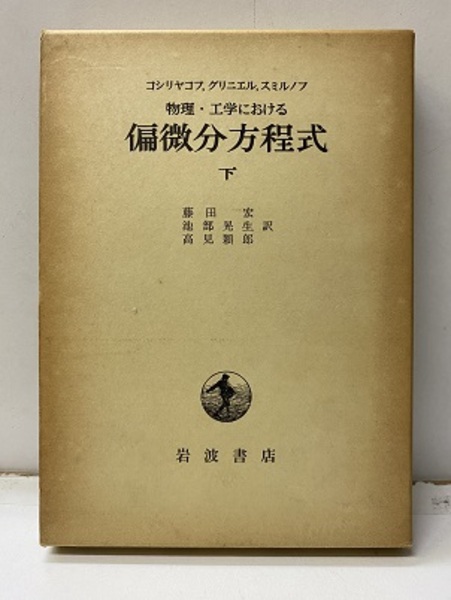 コシリヤコフ, グリニエル, スミルノフ
物理・工学における
偏微分方程式
下
藤田 宏
池部晃生 訳
高見穎郎
岩波書店